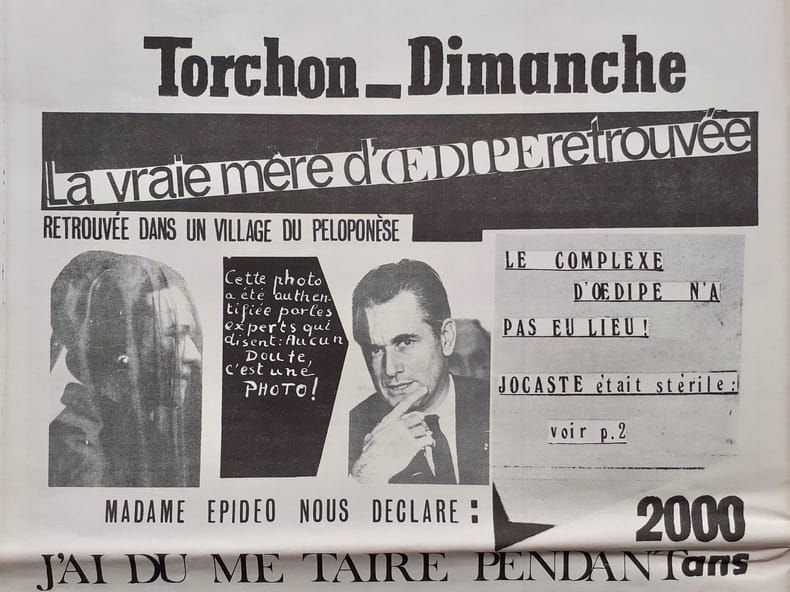 Torchon_Dimanche
La vraie mère d'ŒDIPE retrouvée
RETROUVÉE DANS UN VILLAGE DU PELOPONÈSE
Cette photo
a été authen-
tifiée par les
experts qui
disent: Aucun
Doute,
c'est une
PHOTO!
LE COMPLEXE
D'ŒDIPE N'A
PAS EU LIEU!
JOCASTE était stérile:
voir p.2
MADAME EPIDEO NOUS DECLARE:
J'AI DU ME TAIRE PENDANT 2000 ans